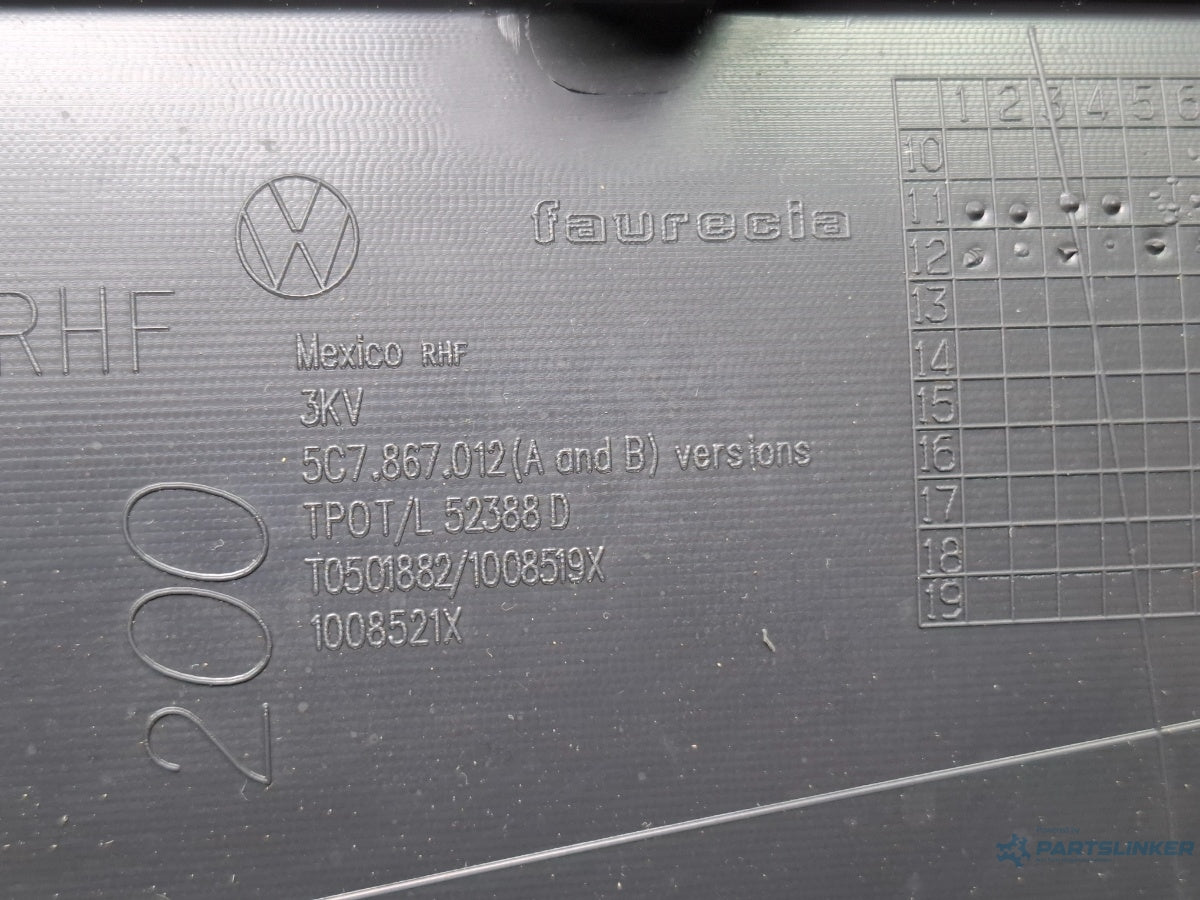 1 2 3 4 5 6
10
11
12
13
14
15
16
17
18
19
faurecia
RHF
Mexico RHF
3KV
5C7.867.012(A and B) versions
TPOT/L 52388 D
T0501882/1008519X
1008521X
200
PARTSLINKER